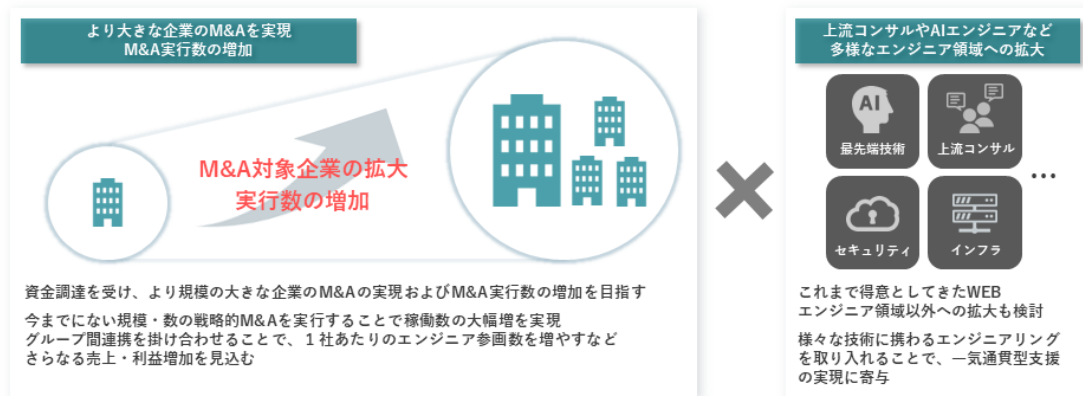 より大きな企業のM&Aを実現
M&A実行数の増加
M&A対象企業の拡大
実行数の増加
資金調達を受け、より規模の大きな企業のM&Aの実現およびM&A実行数の増加を目指す
今までにない規模・数の戦略的M&Aを実行することで稼働数の大幅増を実現
グループ間連携を掛け合わせることで、１社あたりのエンジニア参画数を増やすなど
さらなる売上・利益増加を見込む
上流コンサルやAIエンジニアなど
多様なエンジニア領域への拡大
AI
最先端技術
上流コンサル
…
セキュリティ
インフラ
これまで得意としてきたWEB
エンジニア領域以外への拡大も検討
様々な技術に携わるエンジニアリング
を取り入れることで、一気通貫型支援
の実現に寄与